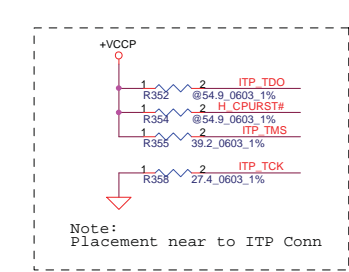 +VCCP
1 2 ITP_TDO
R352 @54.9_0603_1%
1 2 H_CPURST#
R354 @54.9_0603_1%
1 2 ITP_TMS
R355 39.2_0603_1%
1 2 ITP_TCK
R358 27.4_0603_1%
Note:
Placement near to ITP Conn